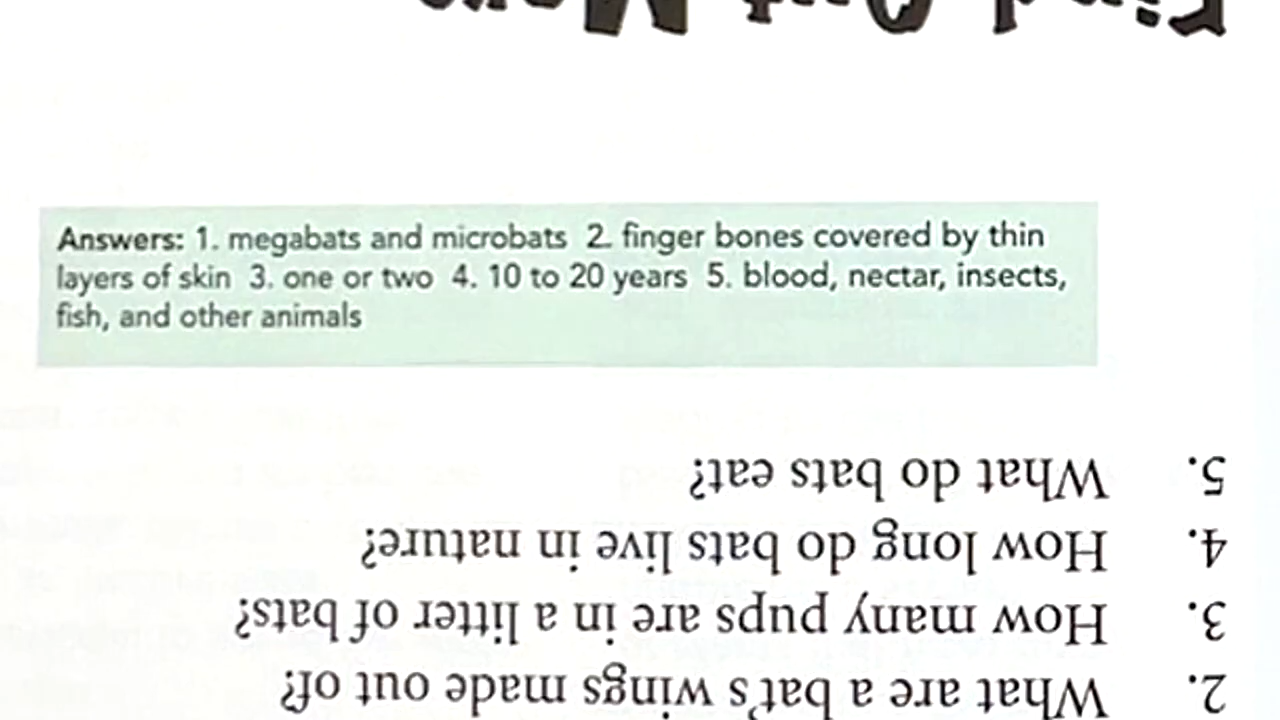 2. What are a bat's wings made out of?
3. How many pups are in a litter of bats?
4. How long do bats live in nature?
5. What do bats eat?
Answers: 1. megabats and microbats 2. finger bones covered by thin
layers of skin 3. one or two 4. 10 to 20 years 5. blood, nectar, insects,
fish, and other animals
Find Out More